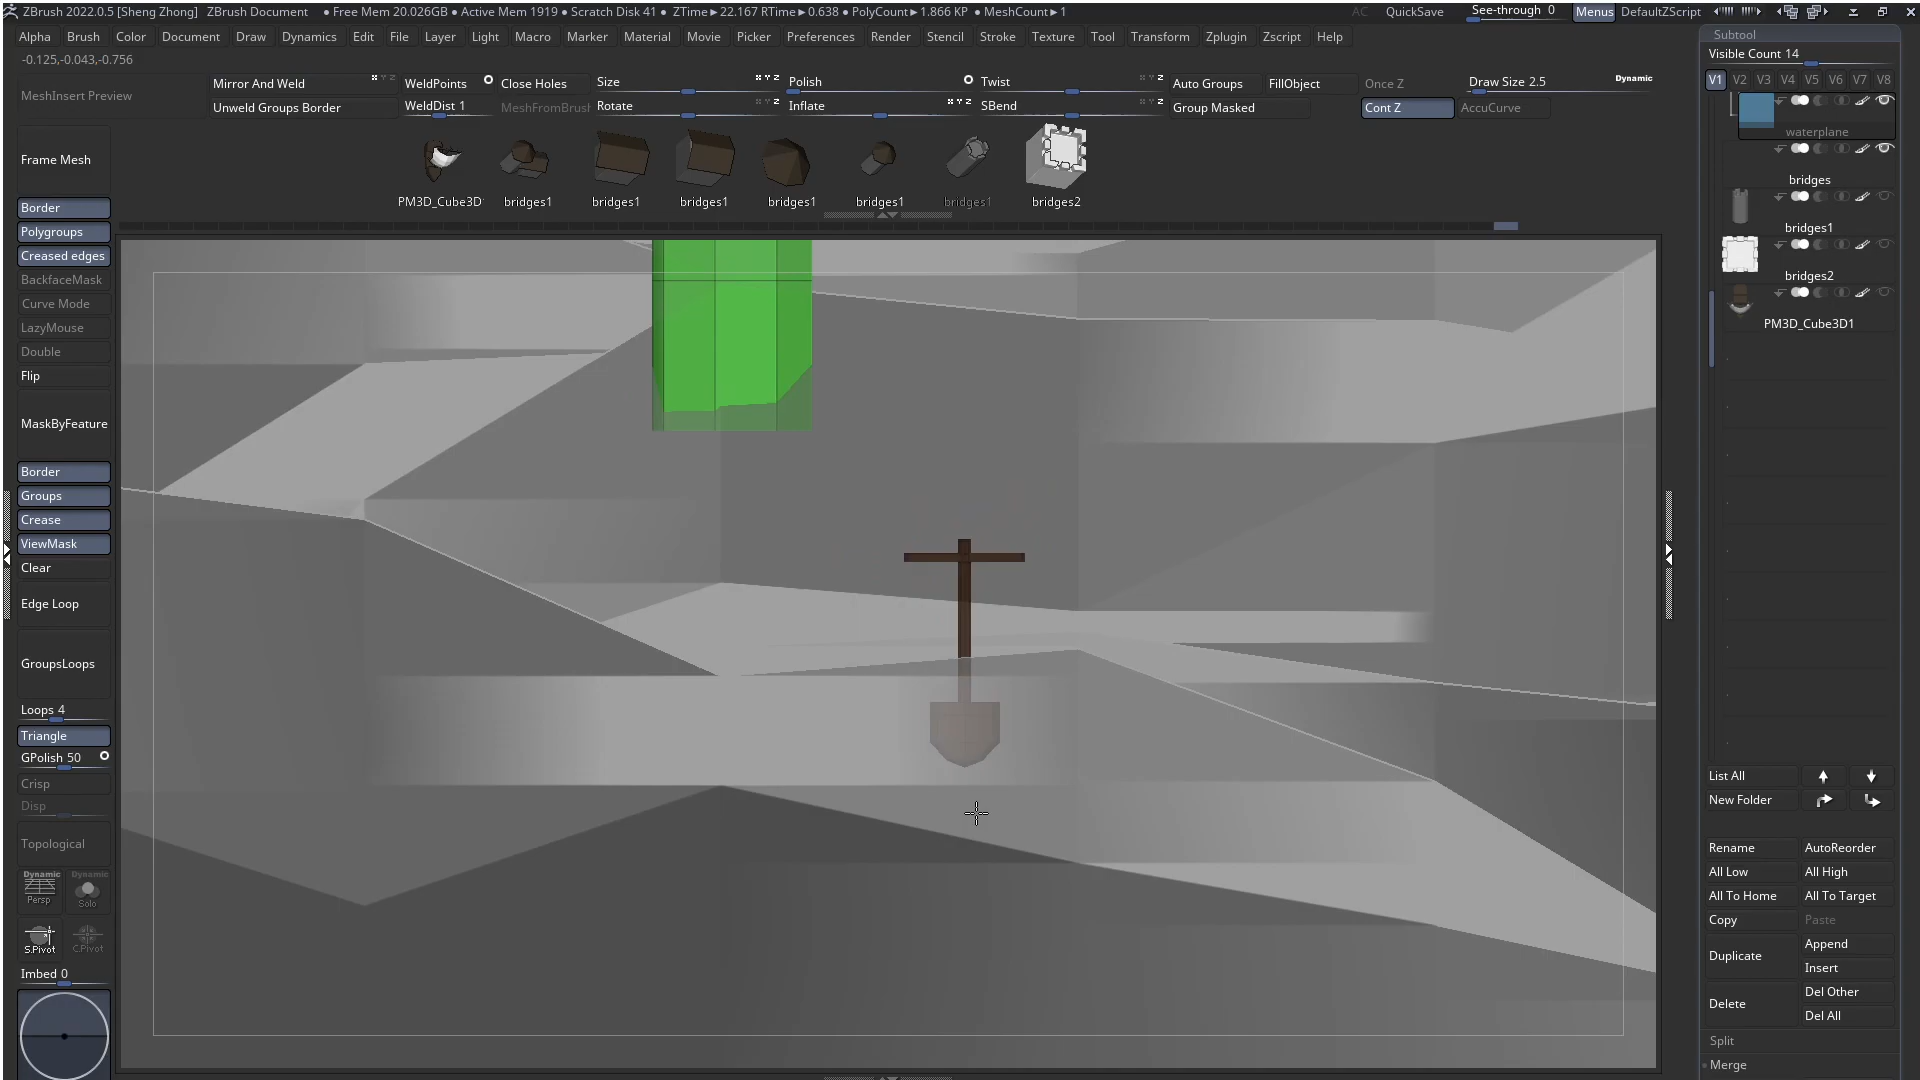 ZBrush 2022.0.5 [Sheng Zhong] ZBrush Document • Free Mem 20.026GB • Active Mem 1919 • Scratch Disk 41 • ZTime►22.167 RTime►0.638 • PolyCount►1.866 KP • MeshCount►1 AC QuickSave See-through 0 Menus DefaultZScript
Alpha Brush Color Document Draw Dynamics Edit File Layer Light Macro Marker Material Movie Picker Preferences Render Stencil Stroke Texture Tool Transform Zplugin Zscript Help
-0.125,-0.043,-0.756
MeshInsert Preview
Mirror And Weld WeldPoints Close Holes Size Polish Twist Auto Groups FillObject Once Z Draw Size 2.5 Dynamic
Unweld Groups Border WeldDist 1 MeshFromBrush Rotate Inflate SBend Group Masked Cont Z AccuCurve
PM3D_Cube3D bridges1 bridges1 bridges1 bridges1 bridges1 bridges1 bridges2
Frame Mesh
Border
Polygroups
Creased edges
BackfaceMask
Curve Mode
LazyMouse
Double
Flip
MaskByFeature
Border
Groups
Crease
ViewMask
Clear
Edge Loop
GroupsLoops
Loops 4
Triangle
GPolish 50
Crisp
Disp
Topological
Dynamic Dynamic
Persp Solo
S.Pivot C.Pivot
Imbed 0
Subtool
Visible Count 14
V1 V2 V3 V4 V5 V6 V7 V8
waterplane
bridges
bridges1
bridges2
PM3D_Cube3D1
List All
New Folder
Rename AutoReorder
All Low All High
All To Home All To Target
Copy Paste
Duplicate Append
Insert
Delete Del Other
Del All
Split
Merge